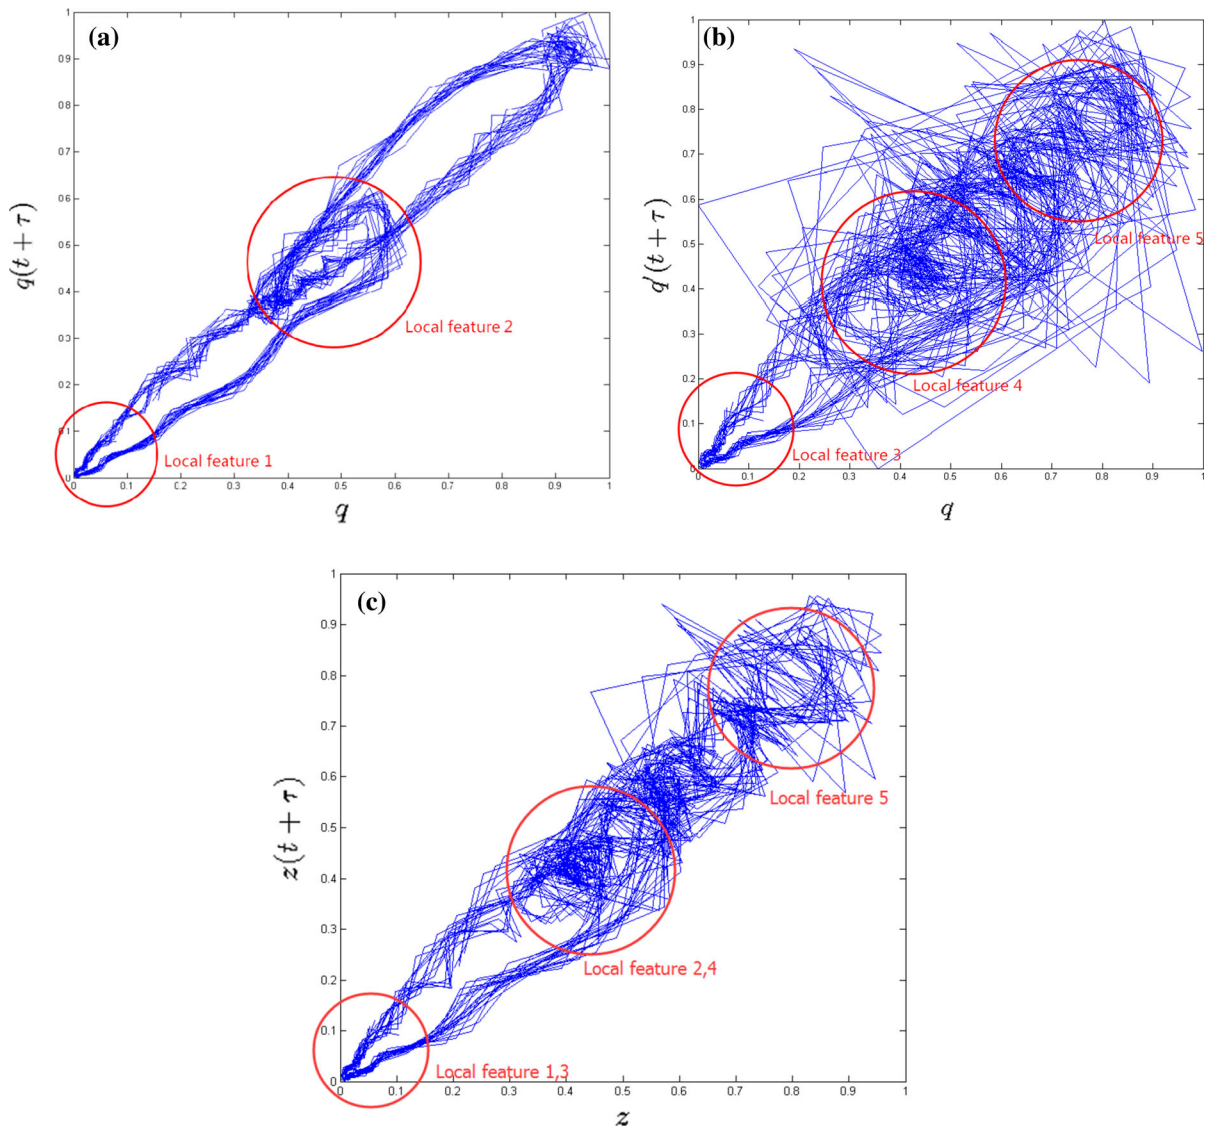 (a)
1
0.9
0.8
0.7
0.6
0.5
0.4
0.3
0.2
0.1
0
0 0.1 0.2 0.3 0.4 0.5 0.6 0.7 0.8 0.9 1
q(t + τ)
q
Local feature 2
Local feature 1
(b)
1
0.9
0.8
0.7
0.6
0.5
0.4
0.3
0.2
0.1
0
0 0.1 0.2 0.3 0.4 0.5 0.6 0.7 0.8 0.9 1
q′(t + τ)
q
Local feature 5
Local feature 4
Local feature 3
(c)
1
0.9
0.8
0.7
0.6
0.5
0.4
0.3
0.2
0.1
0
0 0.1 0.2 0.3 0.4 0.5 0.6 0.7 0.8 0.9 1
z(t + τ)
z
Local feature 5
Local feature 2,4
Local feature 1,3